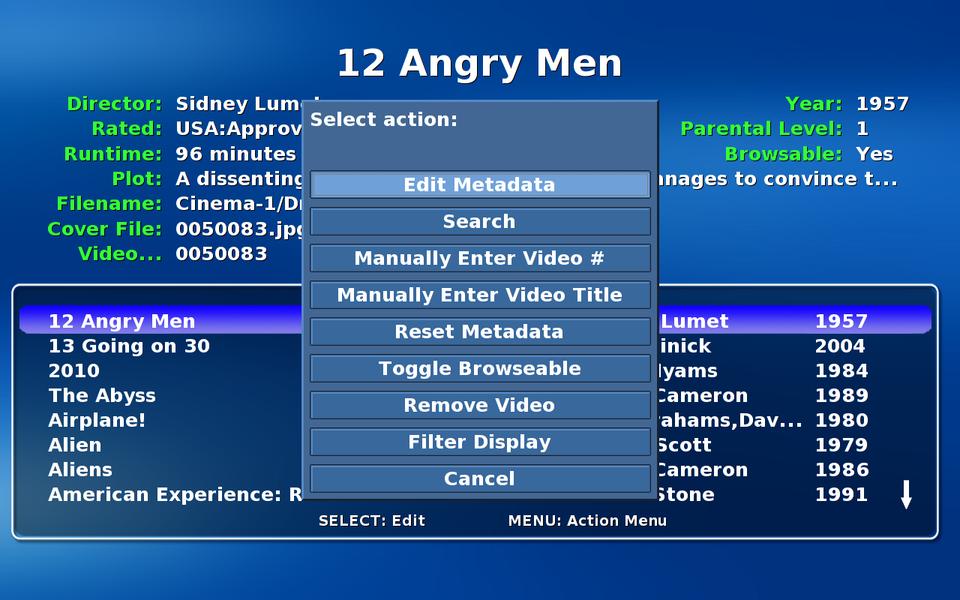 12 Angry Men
Director: Sidney Lumet
Year: 1957
Rated: USA:Approv
Parental Level: 1
Runtime: 96 minutes
Browsable: Yes
Plot: A dissenting
to convince t...
Filename: Cinema-1/D
Cover File: 0050083.jpg
Video... 0050083
Select action:
Edit Metadata
Search
Manually Enter Video #
Manually Enter Video Title
Reset Metadata
Toggle Browseable
Remove Video
Filter Display
Cancel
12 Angry Men Lumet 1957
13 Going on 30 inick 2004
2010 yams 1984
The Abyss Cameron 1989
Airplane! rahams,Dav... 1980
Alien Scott 1979
Aliens Cameron 1986
American Experience: R Stone 1991
SELECT: Edit MENU: Action Menu